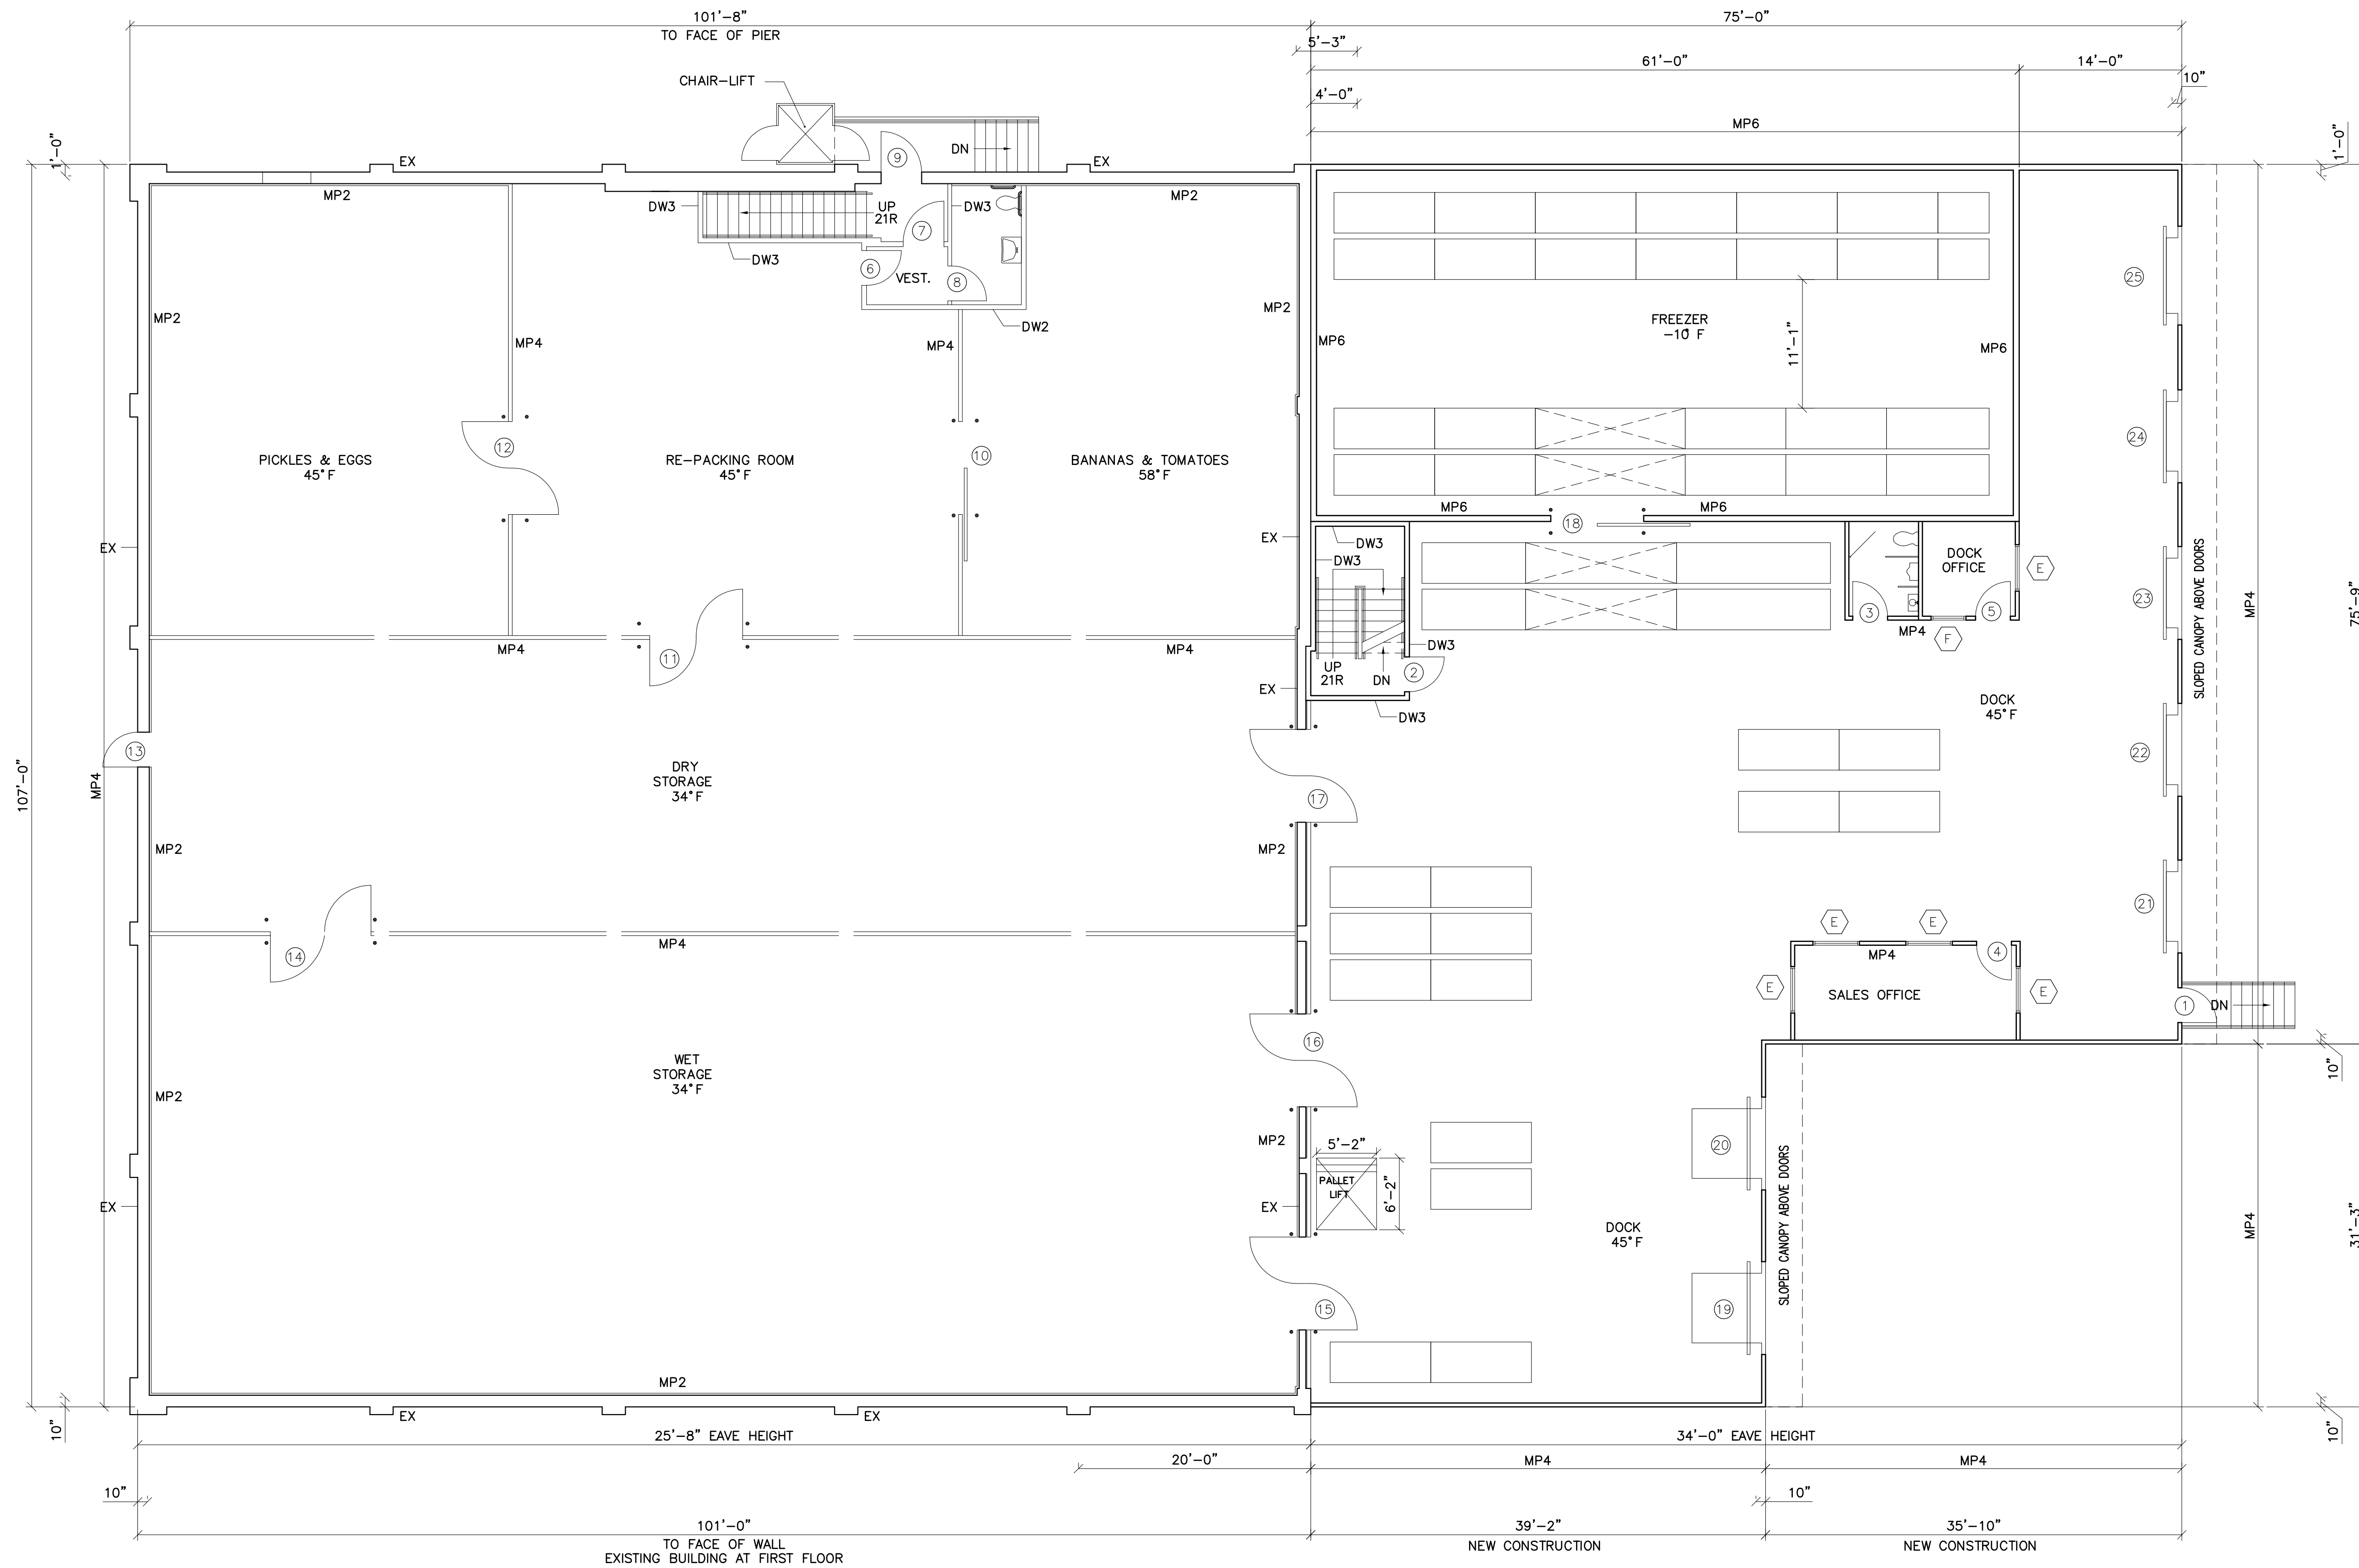 101'-8"
TO FACE OF PIER
75'-0"
5'-3"
61'-0"
14'-0"
10"
4'-0"
MP6
CHAIR-LIFT
1'-0"
1'-0"
EX
DN
9
EX
MP2
DW3
UP
21R
DW3
MP2
7
DW3
6
VEST.
8
DW2
MP2
MP2
MP4
MP4
MP6
FREEZER
-10° F
11'-1"
MP6
25
24
12
10
PICKLES & EGGS
45°F
RE-PACKING ROOM
45°F
BANANAS & TOMATOES
58°F
MP6
18
MP6
EX
EX
DW3
DW3
DOCK
OFFICE
E
3
5
MP4
F
23
SLOPED CANOPY ABOVE DOORS
MP4
75'-9"
MP4
11
MP4
DW3
UP
21R
DN
2
EX
DW3
DOCK
45°F
13
107'-0"
MP4
DRY
STORAGE
34°F
17
22
MP2
MP2
21
14
MP4
E
E
4
MP4
E
SALES OFFICE
E
1
DN
16
WET
STORAGE
34°F
MP2
10"
MP2
5'-2"
PALLET
LIFT
6'-2"
20
SLOPED CANOPY ABOVE DOORS
EX
EX
DOCK
45°F
MP4
31'-3"
15
19
MP2
EX
EX
10"
10"
25'-8" EAVE HEIGHT
34'-0" EAVE HEIGHT
20'-0"
MP4
MP4
10"
10"
101'-0"
TO FACE OF WALL
EXISTING BUILDING AT FIRST FLOOR
39'-2"
NEW CONSTRUCTION
35'-10"
NEW CONSTRUCTION